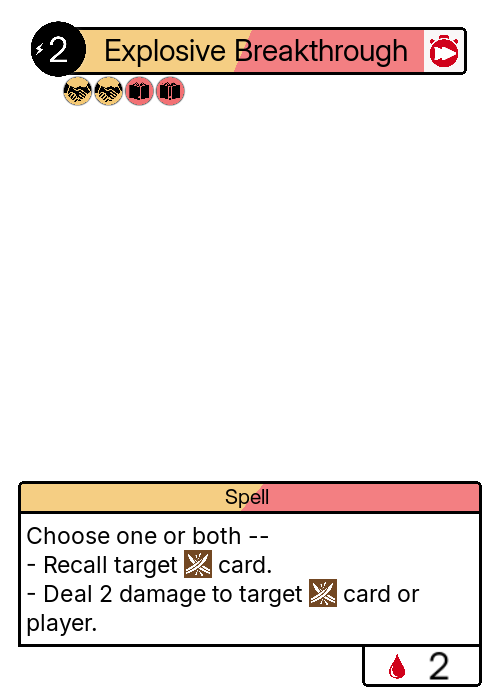 2 Explosive Breakthrough
Spell
Choose one or both --
- Recall target card.
- Deal 2 damage to target card or
player.
2